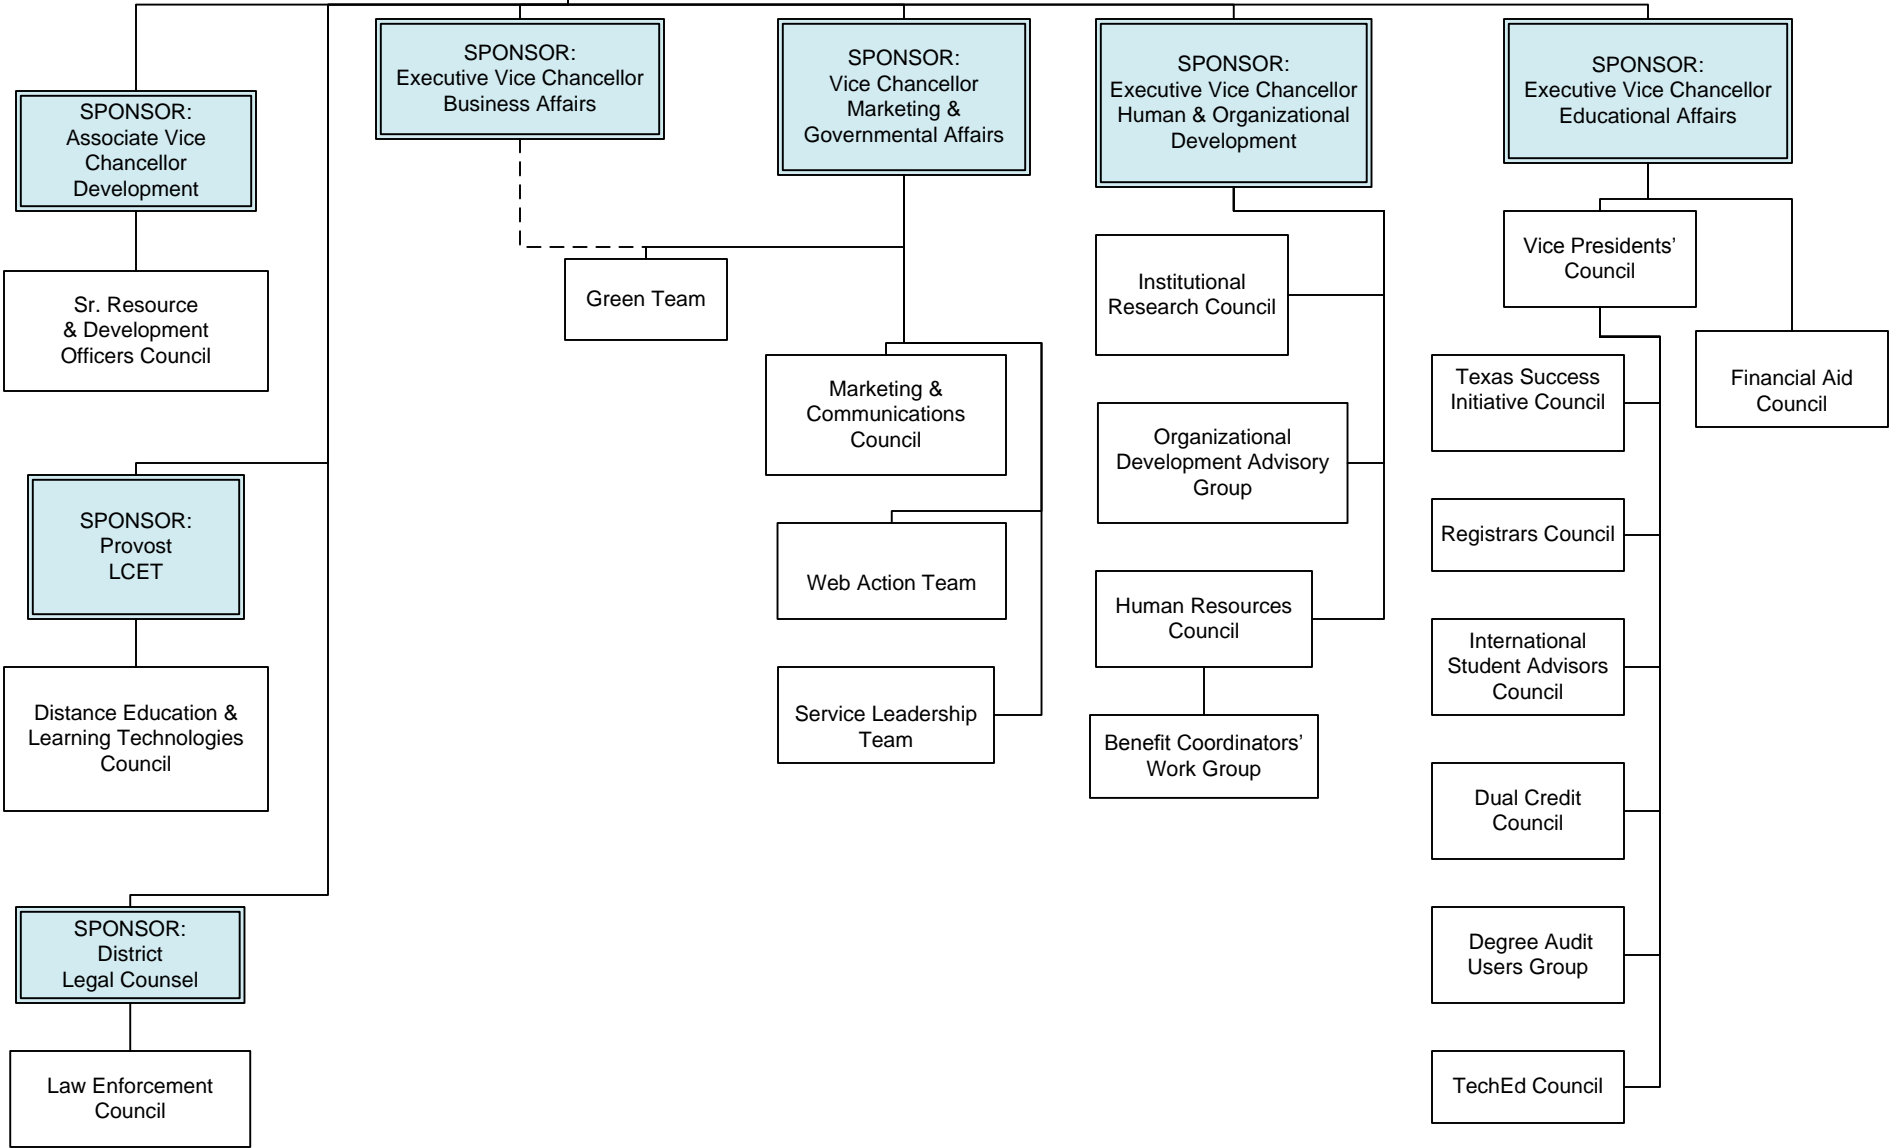 SPONSOR:
Associate Vice
Chancellor
Development
Sr. Resource
& Development
Officers Council
SPONSOR:
Provost
LCET
Distance Education &
Learning Technologies
Council
SPONSOR:
District
Legal Counsel
Law Enforcement
Council
SPONSOR:
Executive Vice Chancellor
Business Affairs
SPONSOR:
Vice Chancellor
Marketing &
Governmental Affairs
Green Team
Marketing &
Communications
Council
Web Action Team
Service Leadership
Team
SPONSOR:
Executive Vice Chancellor
Human & Organizational
Development
Institutional
Research Council
Organizational
Development Advisory
Group
Human Resources
Council
Benefit Coordinators’
Work Group
SPONSOR:
Executive Vice Chancellor
Educational Affairs
Vice Presidents’
Council
Financial Aid
Council
Texas Success
Initiative Council
Registrars Council
International
Student Advisors
Council
Dual Credit
Council
Degree Audit
Users Group
TechEd Council